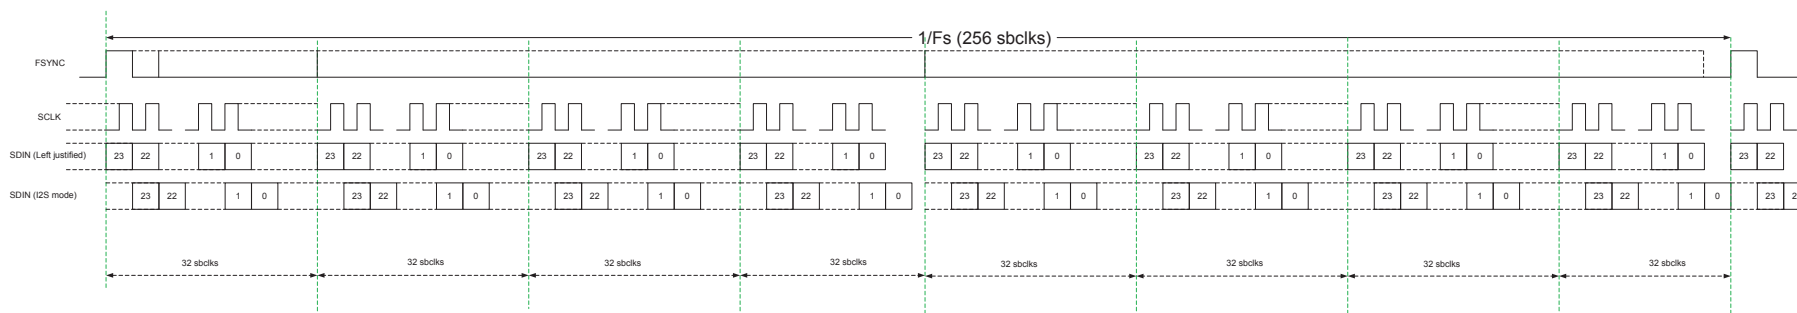 1/Fs (256 sbclks)
FSYNC
SCLK
SDIN (Left justified) 23 22 1 0 23 22 1 0 23 22 1 0 23 22 1 0 23 22 1 0 23 22 1 0 23 22 1 0 23 22 1 0 23 22
SDIN (I2S mode) 23 22 1 0 23 22 1 0 23 22 1 0 23 22 1 0 23 22 1 0 23 22 1 0 23 22 1 0 23 22 1 0 23 2
32 sbclks 32 sbclks 32 sbclks 32 sbclks 32 sbclks 32 sbclks 32 sbclks 32 sbclks